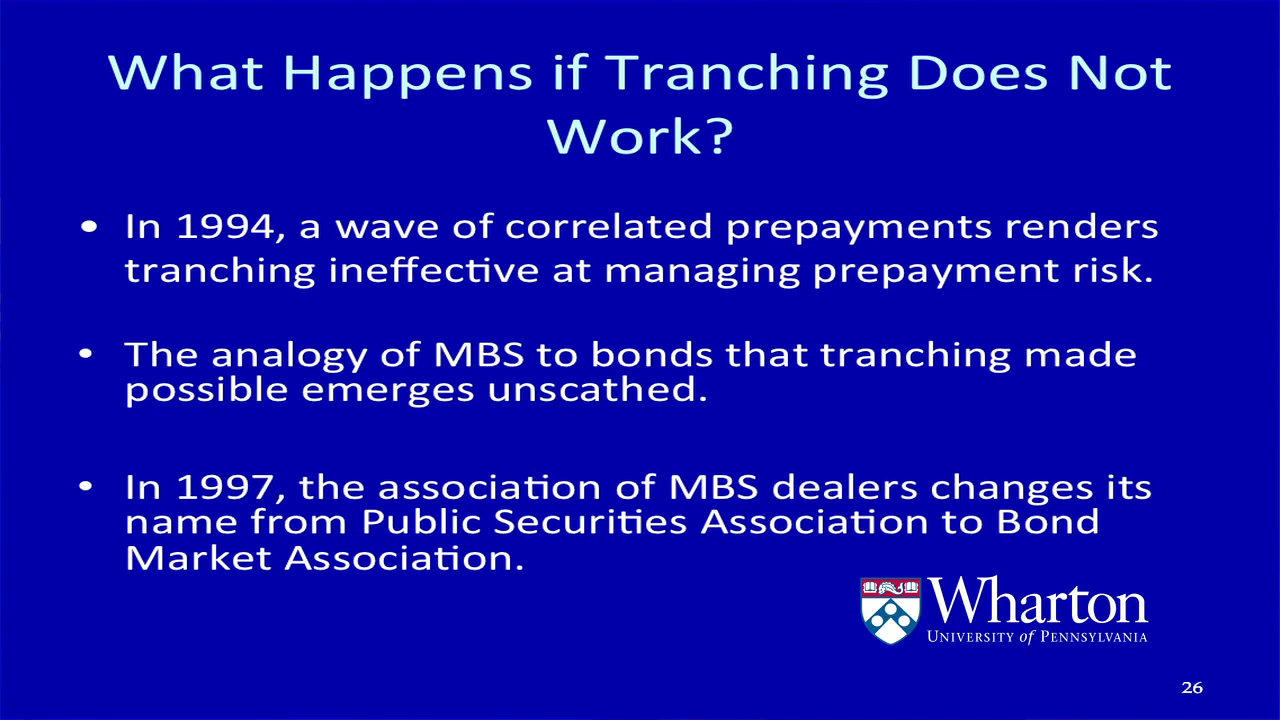 What Happens if Tranching Does Not
Work?
• In 1994, a wave of correlated prepayments renders
tranching ineffective at managing prepayment risk.
• The analogy of MBS to bonds that tranching made
possible emerges unscathed.
• In 1997, the association of MBS dealers changes its
name from Public Securities Association to Bond
Market Association.
Wharton
UNIVERSITY of PENNSYLVANIA
26